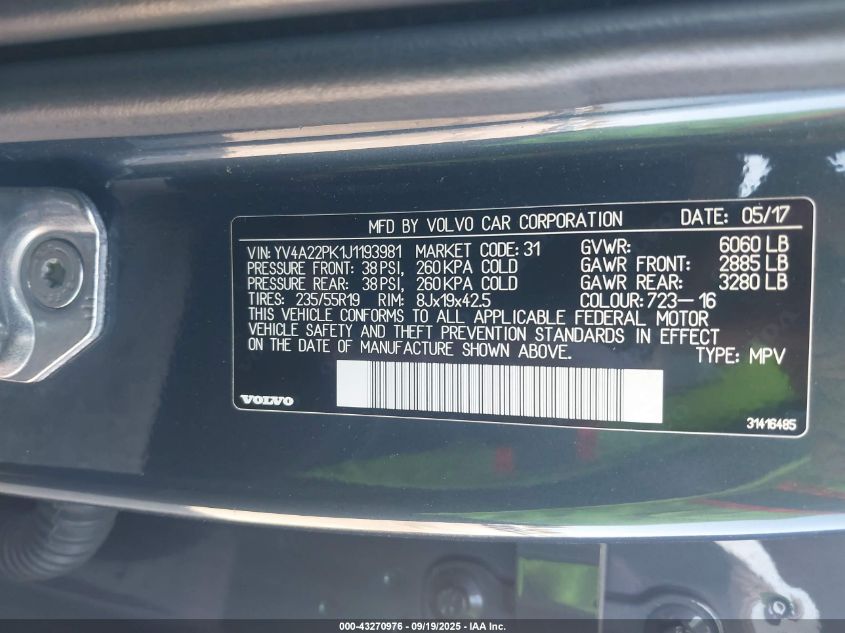 MFD BY VOLVO CAR CORPORATION DATE: 05/17
VIN: YV4A22PK1J1193981 MARKET CODE: 31 GVWR: 6060 LB
PRESSURE FRONT: 38 PSI, 260 KPA COLD GAWR FRONT: 2885 LB
PRESSURE REAR: 38 PSI, 260 KPA COLD GAWR REAR: 3280 LB
TIRES: 235/55R19 RIM: 8Jx19x42.5 COLOUR: 723-16
THIS VEHICLE CONFORMS TO ALL APPLICABLE FEDERAL MOTOR
VEHICLE SAFETY AND THEFT PREVENTION STANDARDS IN EFFECT
ON THE DATE OF MANUFACTURE SHOWN ABOVE. TYPE: MPV
VOLVO 31416485
000-43270976 - 09/19/2025 - IAA Inc.